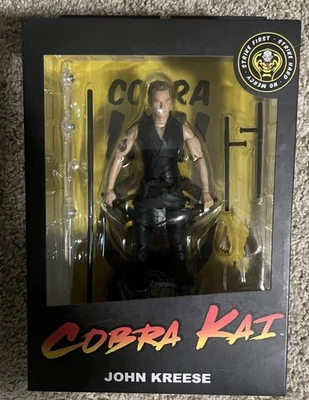 STRIKE FIRST · STRIKE HARD · NO MERCY ·
COBRA
COBRA KAI
JOHN KREESE